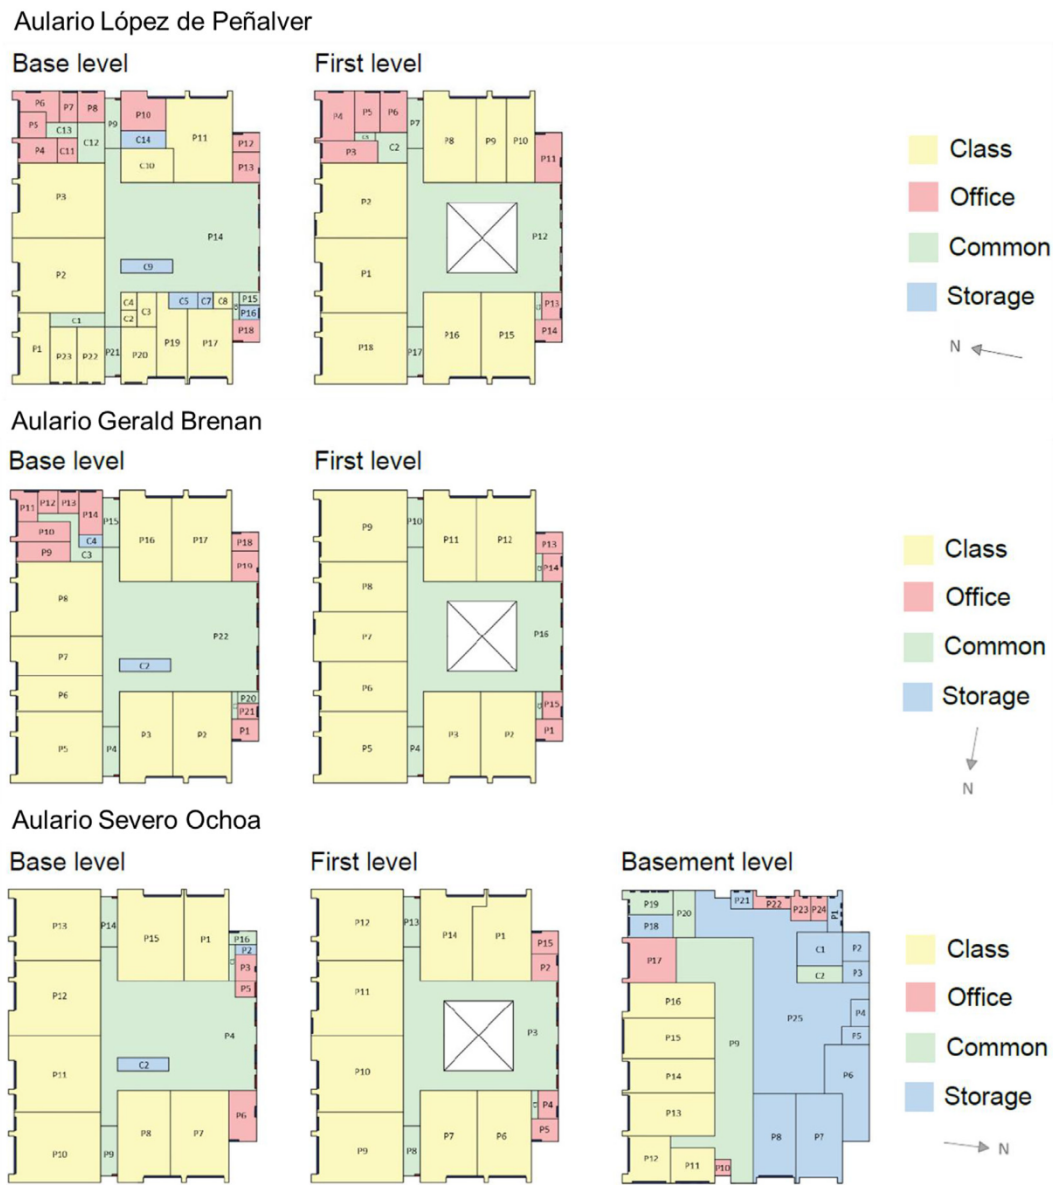 Aulario López de Peñalver
Base level
First level
P6 P7 P8 P9 P10 P11
P5 C13 C12 C14 P12
P4 C11 C10 P13
P3
P14
P2 C9
C4 C5 C7 C8 P15
C1 C2 C3 P16
P18
P1 P23 P22 P21 P20 P19 P17
P4 P5 P6 P7 P8 P9 P10
P3 C2 P11
P2
P12
P1
P13
P14
P18 P17 P16 P15
Class
Office
Common
Storage
N
Aulario Gerald Brenan
Base level
First level
P11 P12 P13 P14 P15 P16 P17
P10 C4 P18
P9 C3 P19
P8
P22
P7 C2
P6 P20
P21
P5 P4 P3 P2 P1
P9 P10 P11 P12 P13
P14
P8
P7 P16
P6 P15
P5 P4 P3 P2 P1
Class
Office
Common
Storage
N
Aulario Severo Ochoa
Base level
First level
Basement level
P13 P14 P15 P1 P16
P2
P3
P5
P12
P4
P11 C2
P6
P10 P9 P8 P7
P12 P13 P14 P1 P15
P2
P11
P3
P10
P4
P5
P9 P8 P7 P6
P19 P20 P21 P22 P23 P24 P1
P18
P17 C1 P2
C2 P3
P16
P4
P15 P9 P25 P5
P14 P6
P13
P12 P11 P10 P8 P7
Class
Office
Common
Storage
N